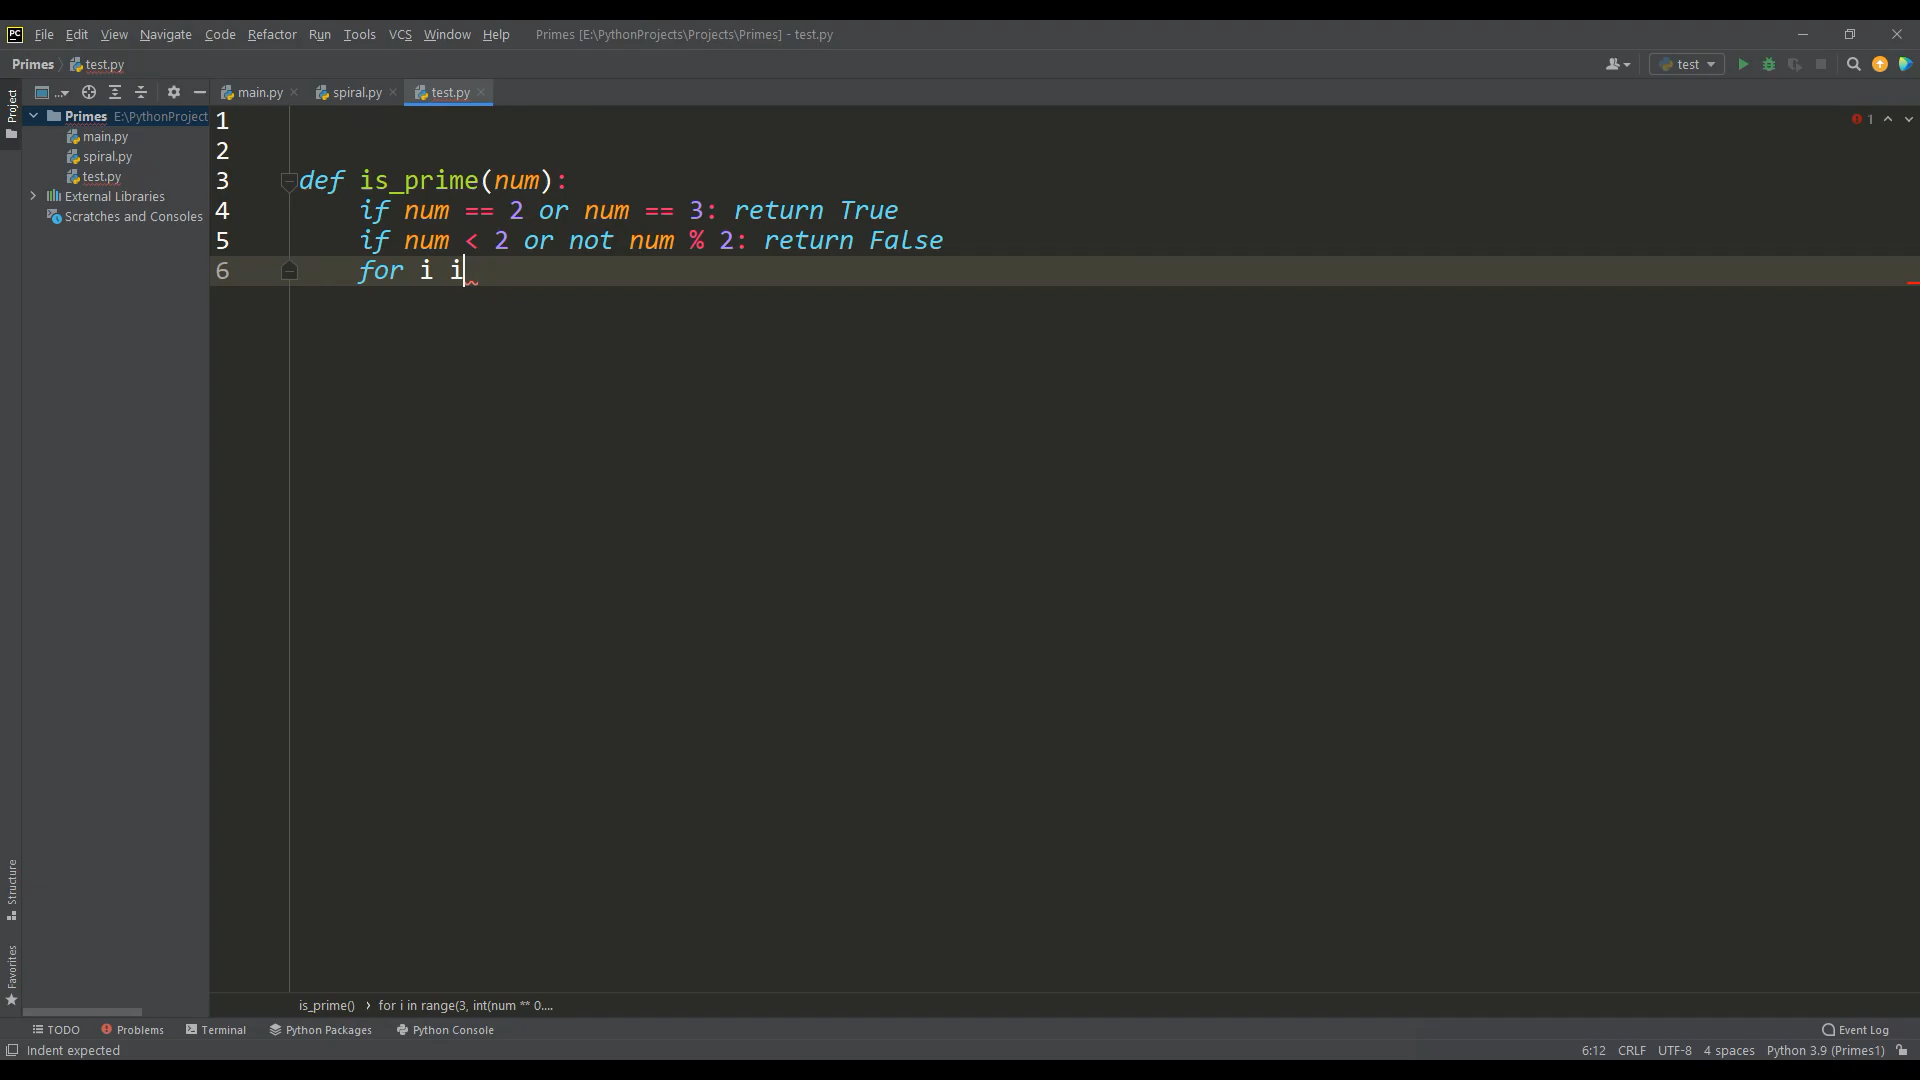 PC File Edit View Navigate Code Refactor Run Tools VCS Window Help Primes [E:\PythonProjects\Projects\Primes] - test.py
Primes test.py test
Project ... main.py spiral.py test.py
Primes E:\PythonProject
main.py
spiral.py
test.py
External Libraries
Scratches and Consoles
1
2
3 def is_prime(num):
4 if num == 2 or num == 3: return True
5 if num < 2 or not num % 2: return False
6 for i i
1
Structure
Favorites
is_prime() › for i in range(3, int(num ** 0....
TODO Problems Terminal Python Packages Python Console Event Log
Indent expected 6:12 CRLF UTF-8 4 spaces Python 3.9 (Primes1)